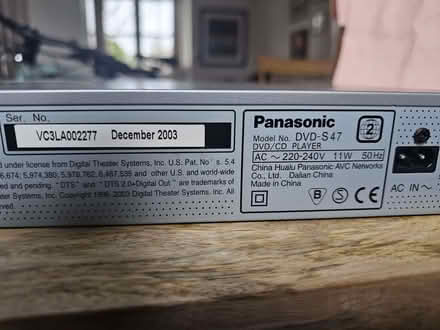 Ser. No.
VC3LA002277 December 2003
under license from Digital Theater Systems, Inc. U.S. Pat. No's. 5,4
6,674; 5,974,380; 5,978,762; 6,487,535 and other us and world-wide
ed and pending. "DTS" and "DTS 2.0+Digital Out" are trademarks of
Theater Systems, Inc. Copyright 1996, 2003 Digital Theater Systems, Inc. All
Reserved.
Panasonic
Model No. DVD-S47
DVD/CD PLAYER
AC ~ 220-240V 11W 50Hz
China Hualu Panasonic AVC Networks
Co., Ltd. Dalian China
2
AC IN ~